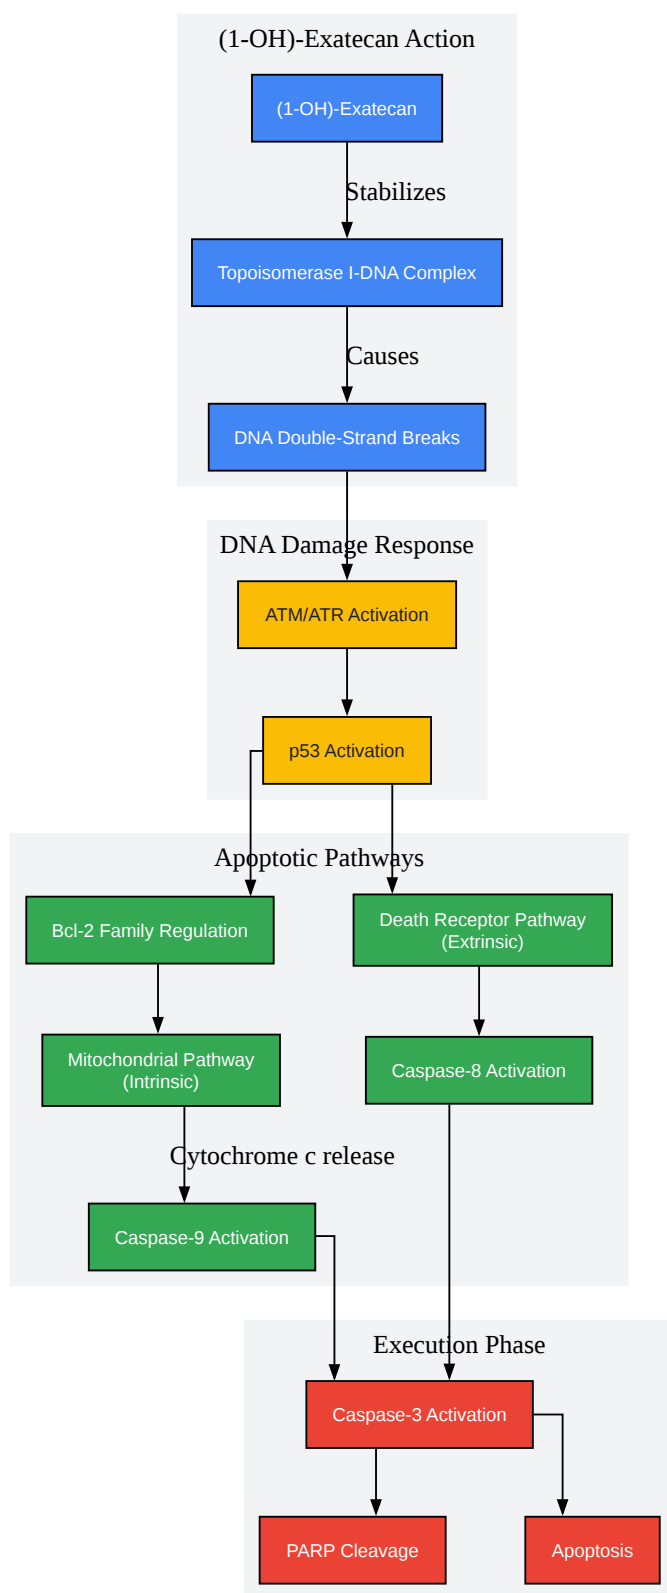 (1-OH)-Exatecan Action
(1-OH)-Exatecan
Stabilizes
Topoisomerase I-DNA Complex
Causes
DNA Double-Strand Breaks
DNA Damage Response
ATM/ATR Activation
p53 Activation
Apoptotic Pathways
Bcl-2 Family Regulation
Death Receptor Pathway
(Extrinsic)
Mitochondrial Pathway
(Intrinsic)
Caspase-8 Activation
Cytochrome c release
Caspase-9 Activation
Execution Phase
Caspase-3 Activation
PARP Cleavage
Apoptosis